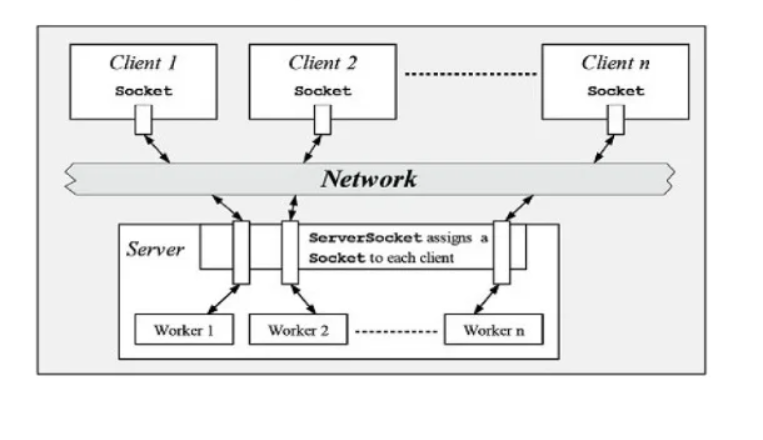 Client 1
Socket
Client 2
Socket
Client n
Socket
Network
Server
ServerSocket assigns a
Socket to each client
Worker 1
Worker 2
Worker n